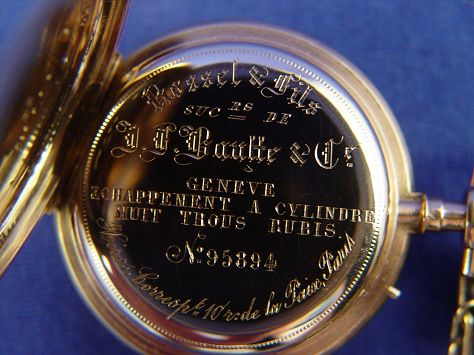 Rossel & Fils
SUC RS DE
J. F. Bautte & Cie
GENEVE
ECHAPPEMENT A CYLINDRE
HUIT TROUS RUBIS
No. 95894
Corresp.t 10 r. de la Paix, Paris